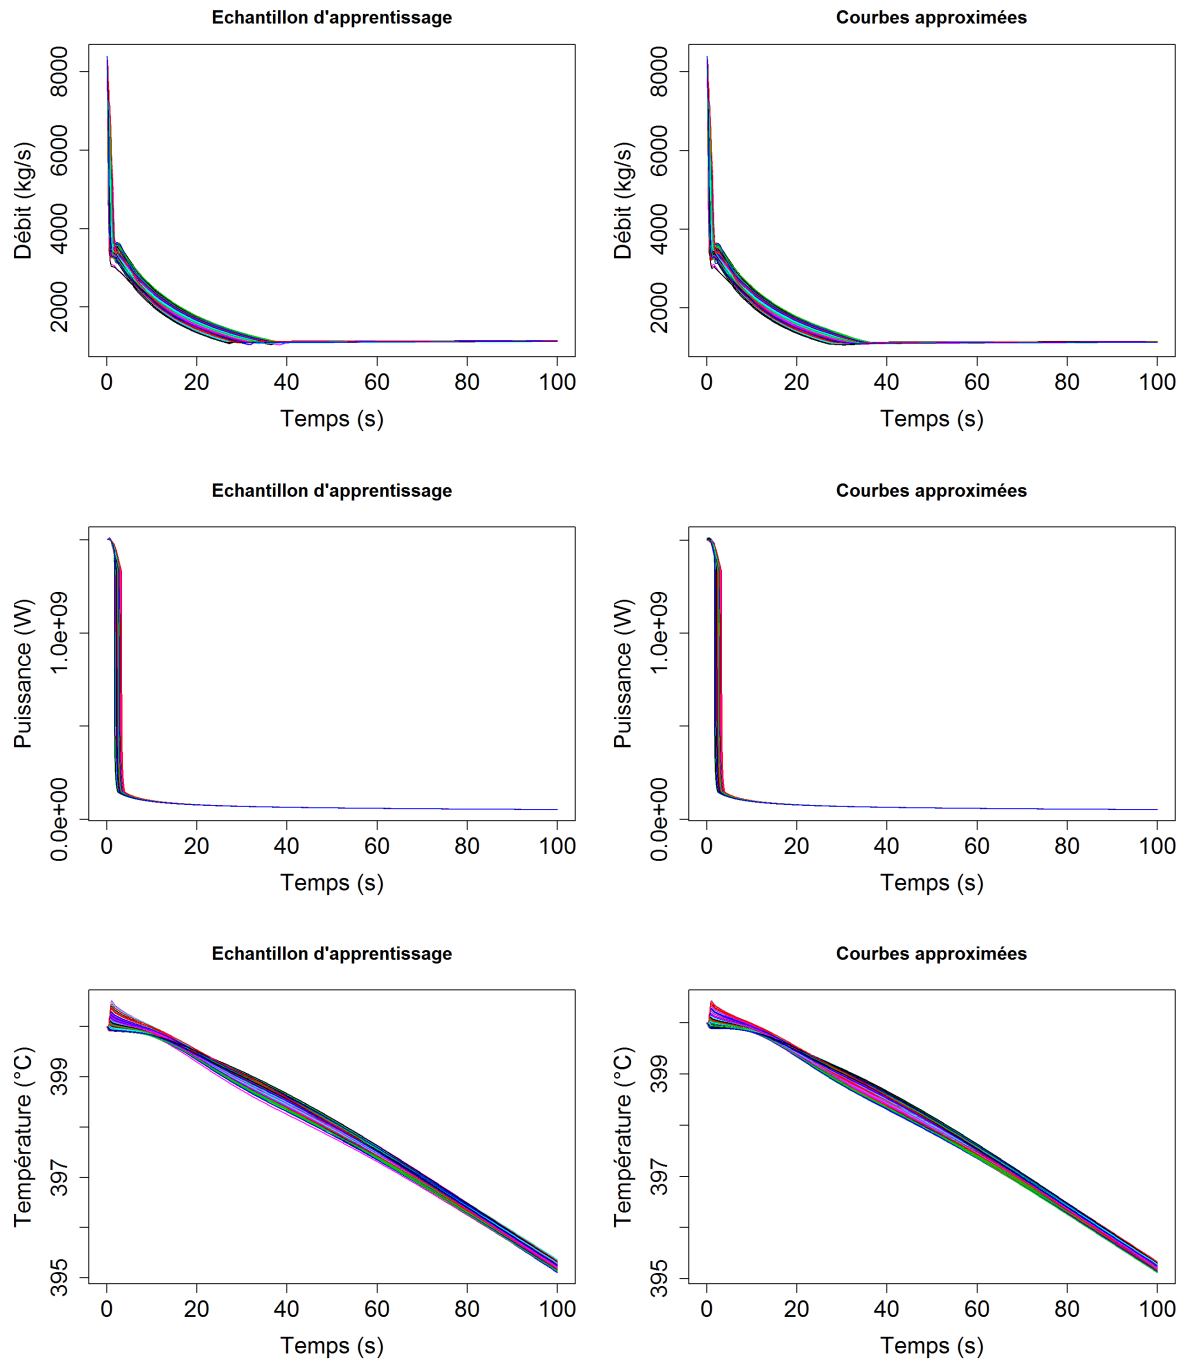 Echantillon d'apprentissage
Débit (kg/s)
8000
6000
4000
2000
0 20 40 60 80 100
Temps (s)
Courbes approximées
Débit (kg/s)
8000
6000
4000
2000
0 20 40 60 80 100
Temps (s)
Echantillon d'apprentissage
Puissance (W)
1.0e+09
0.0e+00
0 20 40 60 80 100
Temps (s)
Courbes approximées
Puissance (W)
1.0e+09
0.0e+00
0 20 40 60 80 100
Temps (s)
Echantillon d'apprentissage
Température (°C)
399
397
395
0 20 40 60 80 100
Temps (s)
Courbes approximées
Température (°C)
399
397
395
0 20 40 60 80 100
Temps (s)